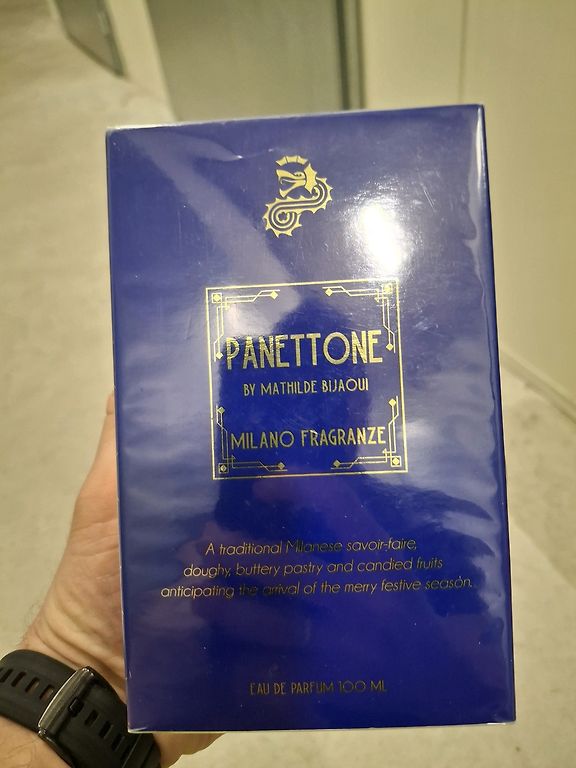 PANETTONE
BY MATHILDE BIJAOUI
MILANO FRAGRANZE
A traditional Milanese savoir-faire,
doughy, buttery pastry and candied fruits
anticipating the arrival of the merry festive season.
EAU DE PARFUM 100 ML